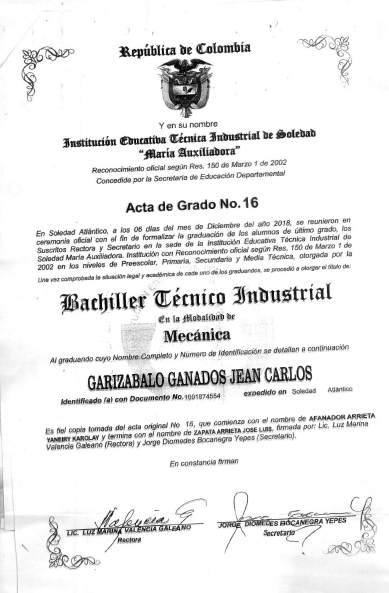 República de Colombia
Y en su nombre
Institución Educativa Técnica Industrial de Soledad
"María Auxiliadora"
Reconocimiento oficial según Res. 150 de Marzo 1 de 2002
Concedida por la Secretaría de Educación Departamental
Acta de Grado No. 16
En Soledad Atlántico, a los 06 días del mes de Diciembre del año 2018, se reunieron en
ceremonia oficial con el fin de formalizar la graduación de los alumnos de último grado, los
Suscritos Rectora y Secretario en la sede de la Institución Educativa Técnica Industrial de
Soledad María Auxiliadora. Institución con Reconocimiento oficial según Res. 150 de Marzo 1 de
2002 en los niveles de Preescolar, Primaria, Secundaria y Media Técnica, otorgada por la
Una vez comprobada la situación legal y académica de cada uno de los graduandos, se procedió a otorgar el título de:
Bachiller Técnico Industrial
En la Modalidad de
Mecánica
Al graduando cuyo Nombre Completo y Número de Identificación se detallan a continuación
GARIZABALO GANADOS JEAN CARLOS
Identificado (a) con Documento No. 1001874554 expedido en Soledad Atlántico
Es fiel copia tomada del acta original No 16, que comienza con el nombre de AFANADOR ARRIETA
YANEIRY KAROLAY y termina con el nombre de ZAPATA ARRIETA JOSE LUIS, firmada por: Lic. Luz Marina
Valencia Galeano (Rectora) y Jorge Diomedes Bocanegra Yepes (Secretario).
En constancia firman
LIC. LUZ MARINA VALENCIA GALEANO
Rectora
JORGE DIOMEDES BOCANEGRA YEPES
Secretario